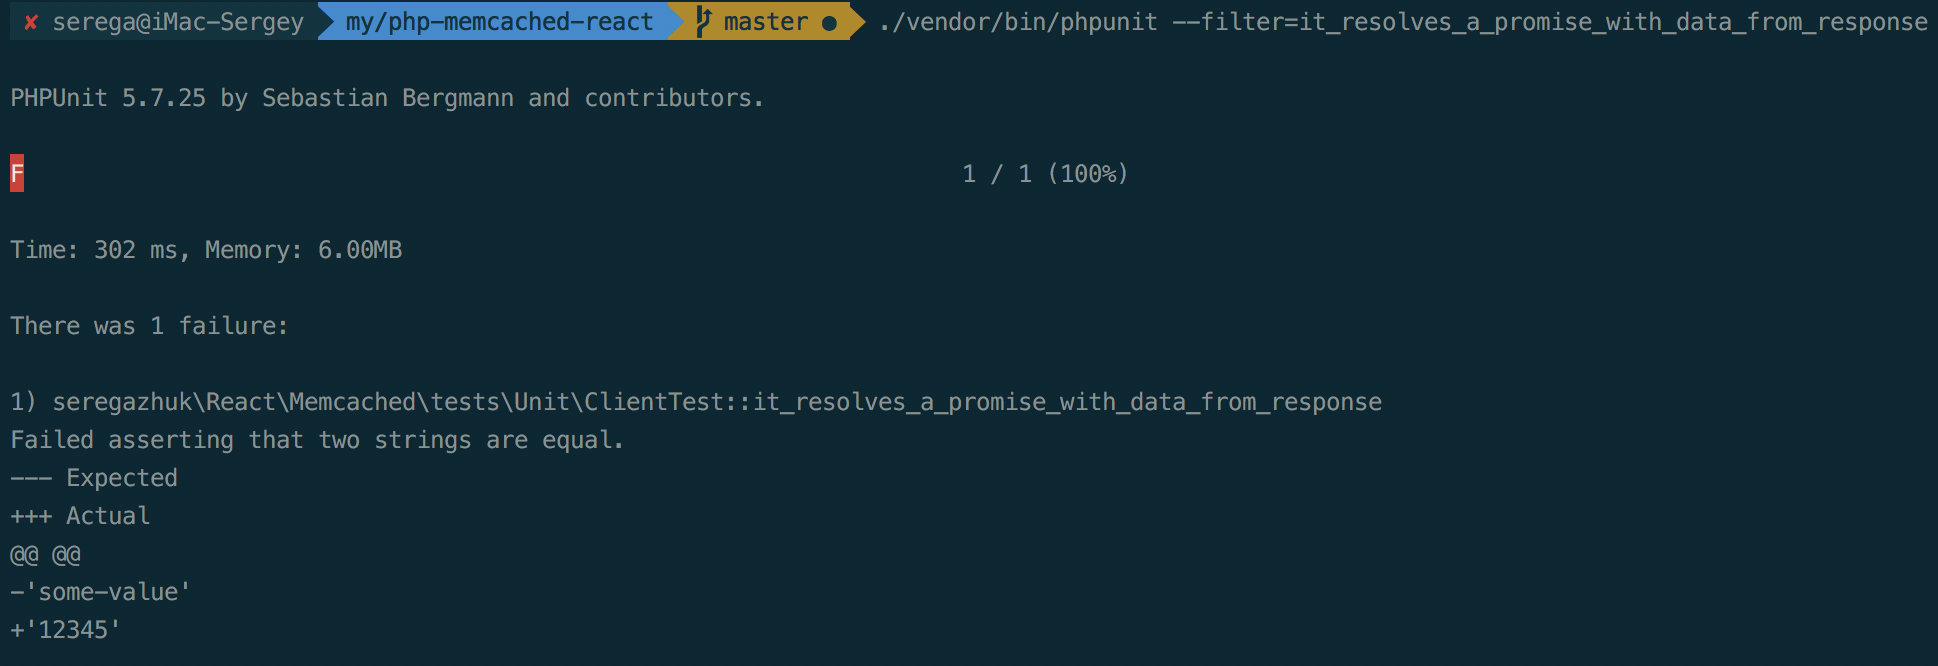 ✘ serega@iMac-Sergey my/php-memcached-react master ● ./vendor/bin/phpunit --filter=it_resolves_a_promise_with_data_from_response
PHPUnit 5.7.25 by Sebastian Bergmann and contributors.
F 1 / 1 (100%)
Time: 302 ms, Memory: 6.00MB
There was 1 failure:
1) seregazhuk\React\Memcached\tests\Unit\ClientTest::it_resolves_a_promise_with_data_from_response
Failed asserting that two strings are equal.
--- Expected
+++ Actual
@@ @@
-'some-value'
+'12345'